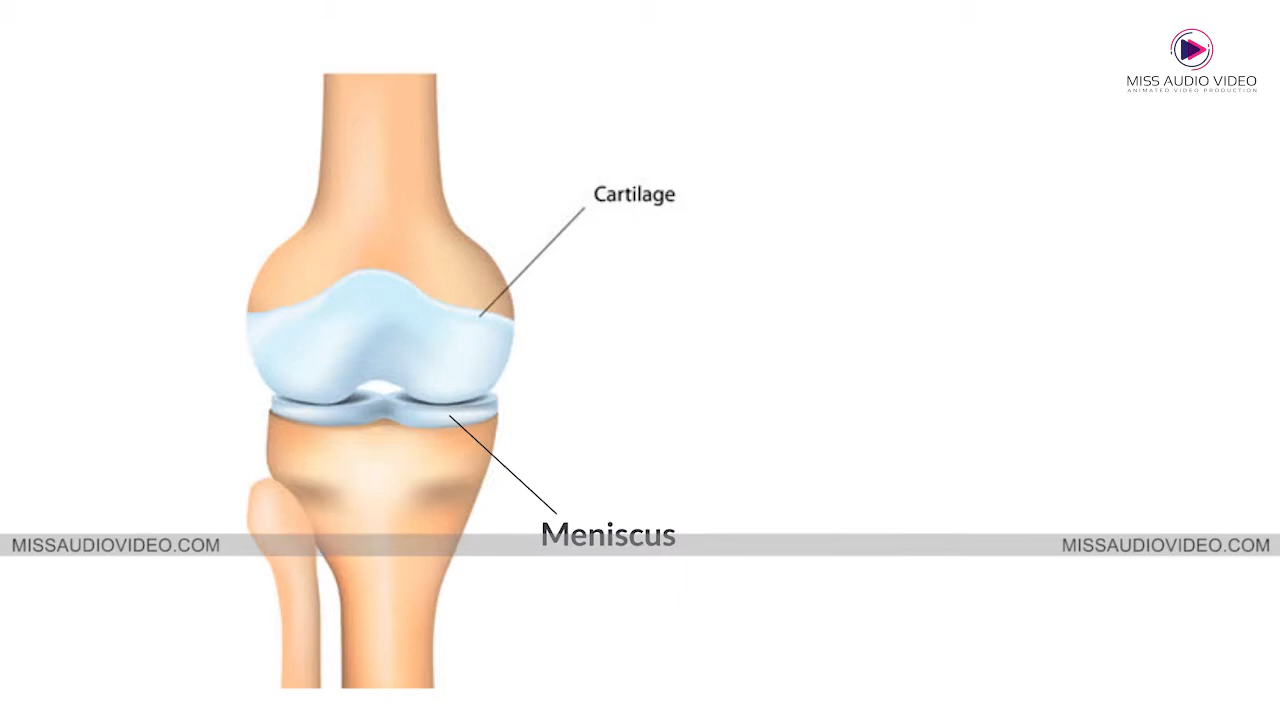 MISS AUDIO VIDEO
ANIMATED VIDEO PRODUCTION
Cartilage
Meniscus
MISSAUDIOVIDEO.COM
MISSAUDIOVIDEO.COM